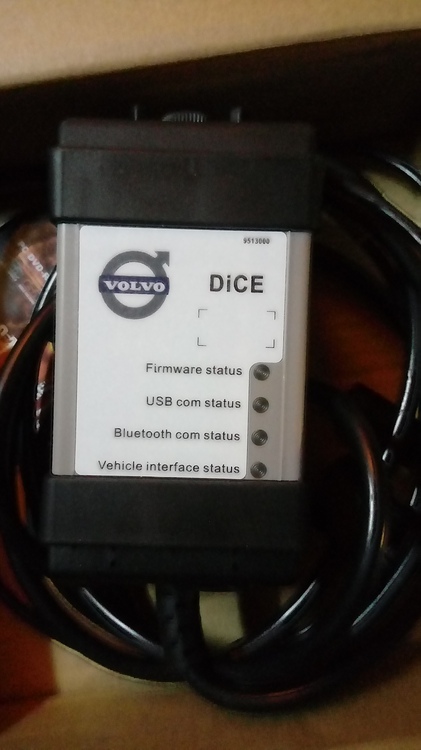 9513000
VOLVO
DiCE
Firmware status
USB com status
Bluetooth com status
Vehicle interface status